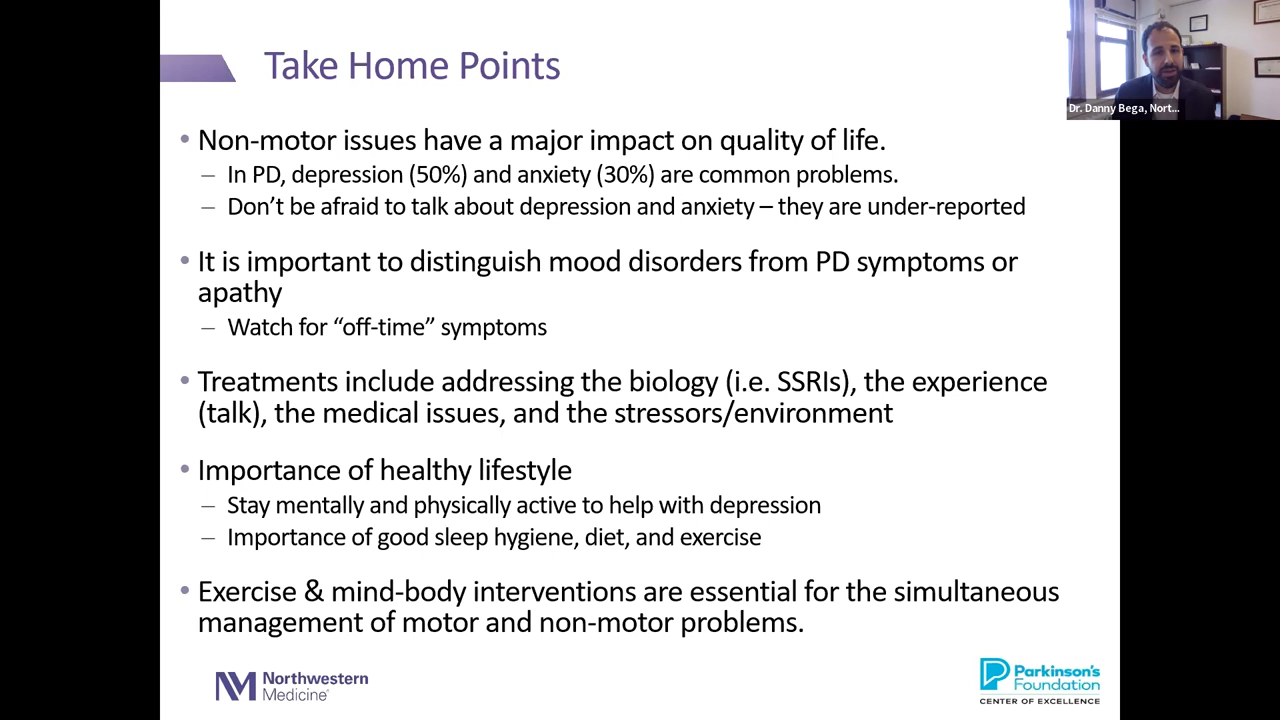 Take Home Points
Dr. Danny Bega, Nort...
• Non-motor issues have a major impact on quality of life.
– In PD, depression (50%) and anxiety (30%) are common problems.
– Don’t be afraid to talk about depression and anxiety – they are under-reported
• It is important to distinguish mood disorders from PD symptoms or
apathy
– Watch for “off-time” symptoms
• Treatments include addressing the biology (i.e. SSRIs), the experience
(talk), the medical issues, and the stressors/environment
• Importance of healthy lifestyle
– Stay mentally and physically active to help with depression
– Importance of good sleep hygiene, diet, and exercise
• Exercise & mind-body interventions are essential for the simultaneous
management of motor and non-motor problems.
Northwestern
Medicine®
Parkinson's
Foundation
CENTER OF EXCELLENCE